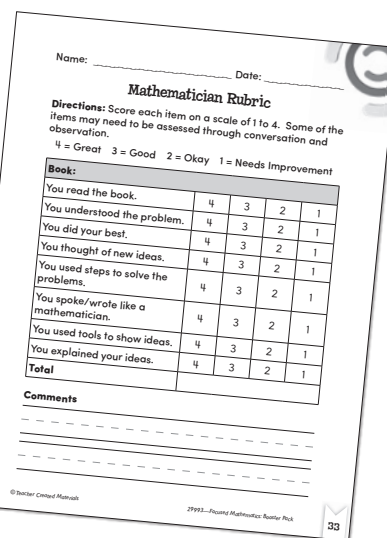 Name: Date:
Mathematician Rubric
Directions: Score each item on a scale of 1 to 4. Some of the
items may need to be assessed through conversation and
observation.
4 = Great 3 = Good 2 = Okay 1 = Needs Improvement
Book:
You read the book. 4 3 2 1
You understood the problem. 4 3 2 1
You did your best. 4 3 2 1
You thought of new ideas. 4 3 2 1
You used steps to solve the
problems. 4 3 2 1
You spoke/wrote like a
mathematician. 4 3 2 1
You used tools to show ideas. 4 3 2 1
You explained your ideas. 4 3 2 1
Total
Comments
© Teacher Created Materials
29993—Focused Mathematics: Booster Pack
33